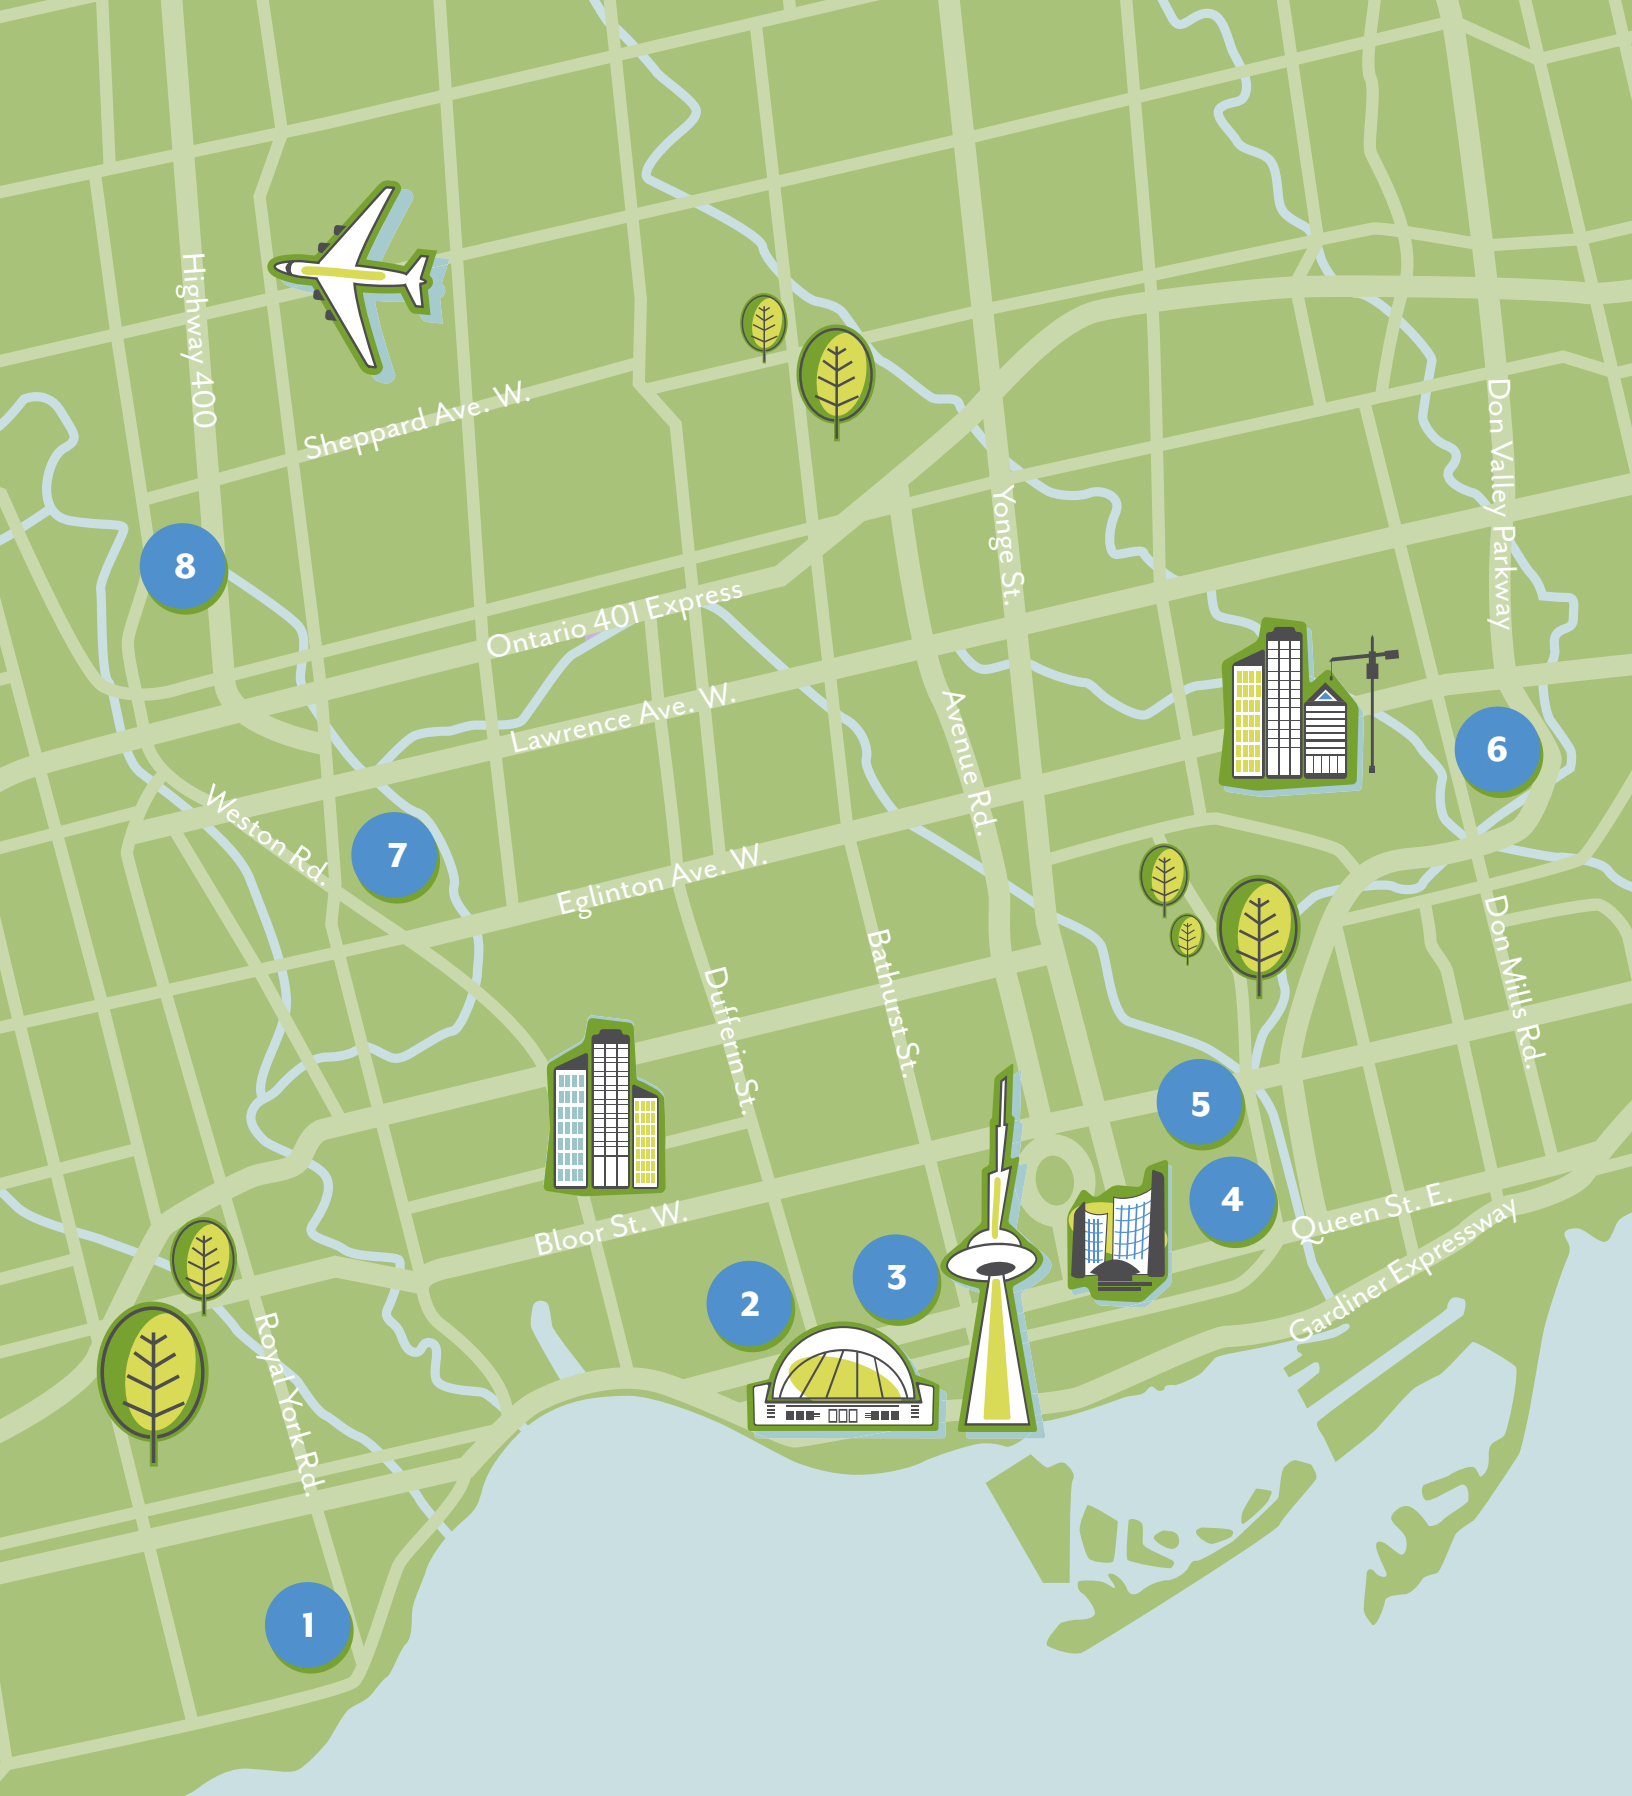 Highway 400
Sheppard Ave. W.
Don Valley Parkway
Yonge St.
8
Ontario 401 Express
Lawrence Ave. W.
Avenue Rd.
6
Weston Rd.
7
Eglinton Ave. W.
Don Mills Rd.
Bathurst St.
Dufferin St.
5
4
Bloor St. W.
Queen St. E.
Gardiner Expressway
3
2
Royal York Rd.
1